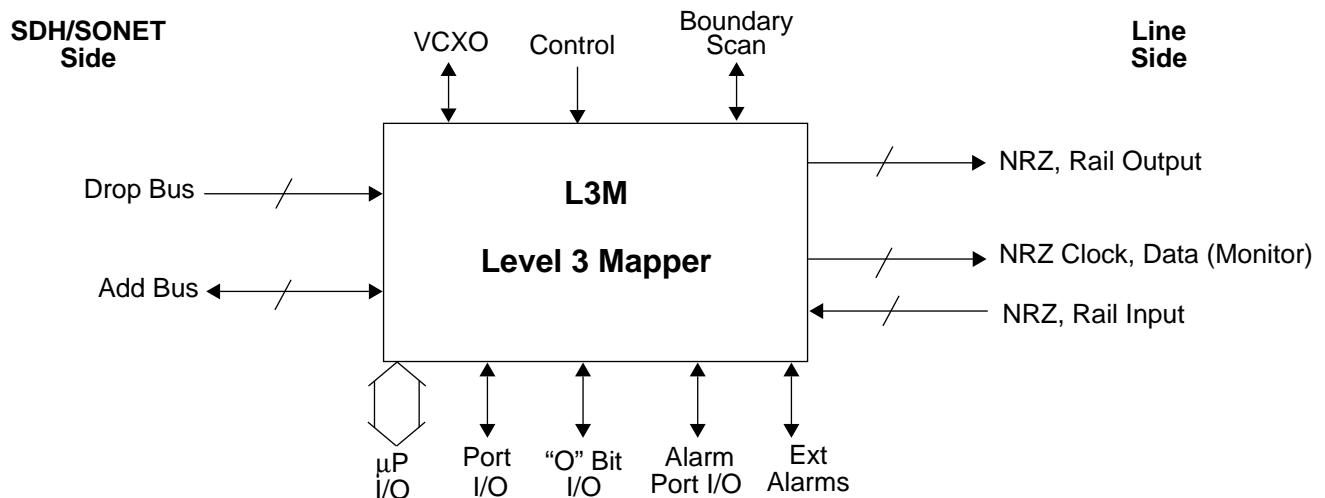 SDH/SONET
Side
VCXO
Control
Boundary
Scan
Line
Side
Drop Bus
Add Bus
L3M
Level 3 Mapper
NRZ, Rail Output
NRZ Clock, Data (Monitor)
NRZ, Rail Input
μP
I/O
Port
I/O
“O” Bit
I/O
Alarm
Port I/O
Ext
Alarms